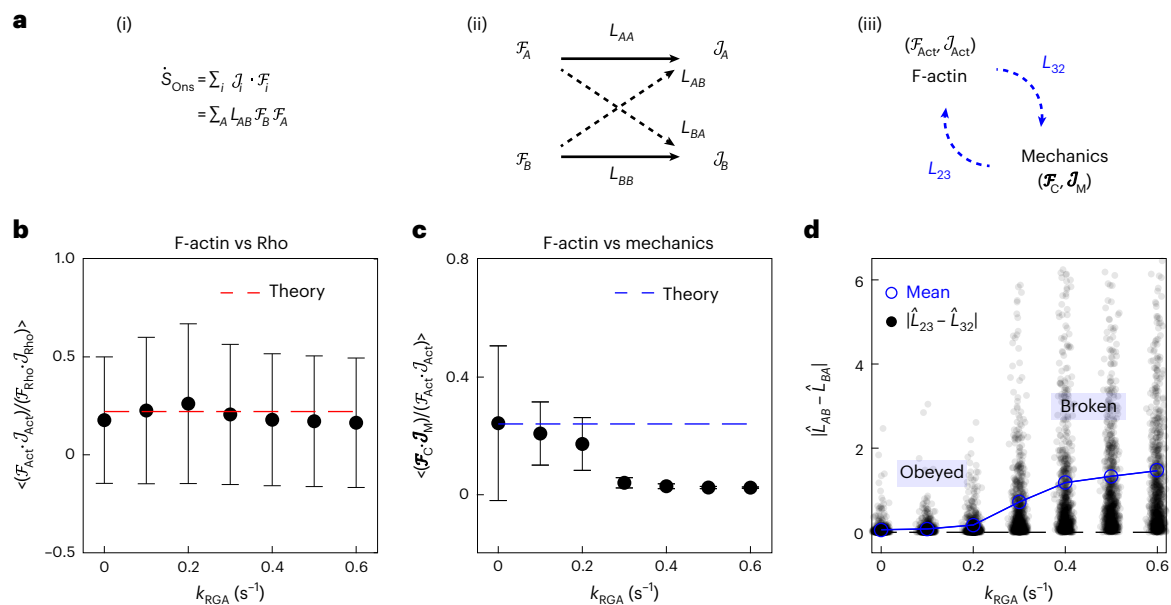 a
(i)
Ṡ_Ons = ∑_i 𝒥_i · ℱ_i
= ∑_A L_AB ℱ_B ℱ_A
(ii)
ℱ_A
L_AA
𝒥_A
L_AB
L_BA
ℱ_B
L_BB
𝒥_B
(iii)
(ℱ_Act, 𝒥_Act)
F-actin
L_32
L_23
Mechanics
(ℱ_C, 𝒥_M)
b
F-actin vs Rho
<(ℱ_Act·𝒥_Act)/(ℱ_Rho·𝒥_Rho)>
1.0
0.5
0
–0.5
Theory
0 0.2 0.4 0.6
k_RGA (s⁻¹)
c
F-actin vs mechanics
<(ℱ_C·𝒥_M)/(ℱ_Act·𝒥_Act)>
0.8
0.4
0
Theory
0 0.2 0.4 0.6
k_RGA (s⁻¹)
d
|L̂_AB – L̂_BA|
6
4
2
0
Mean
|L̂_23 – L̂_32|
Broken
Obeyed
0 0.2 0.4 0.6
k_RGA (s⁻¹)